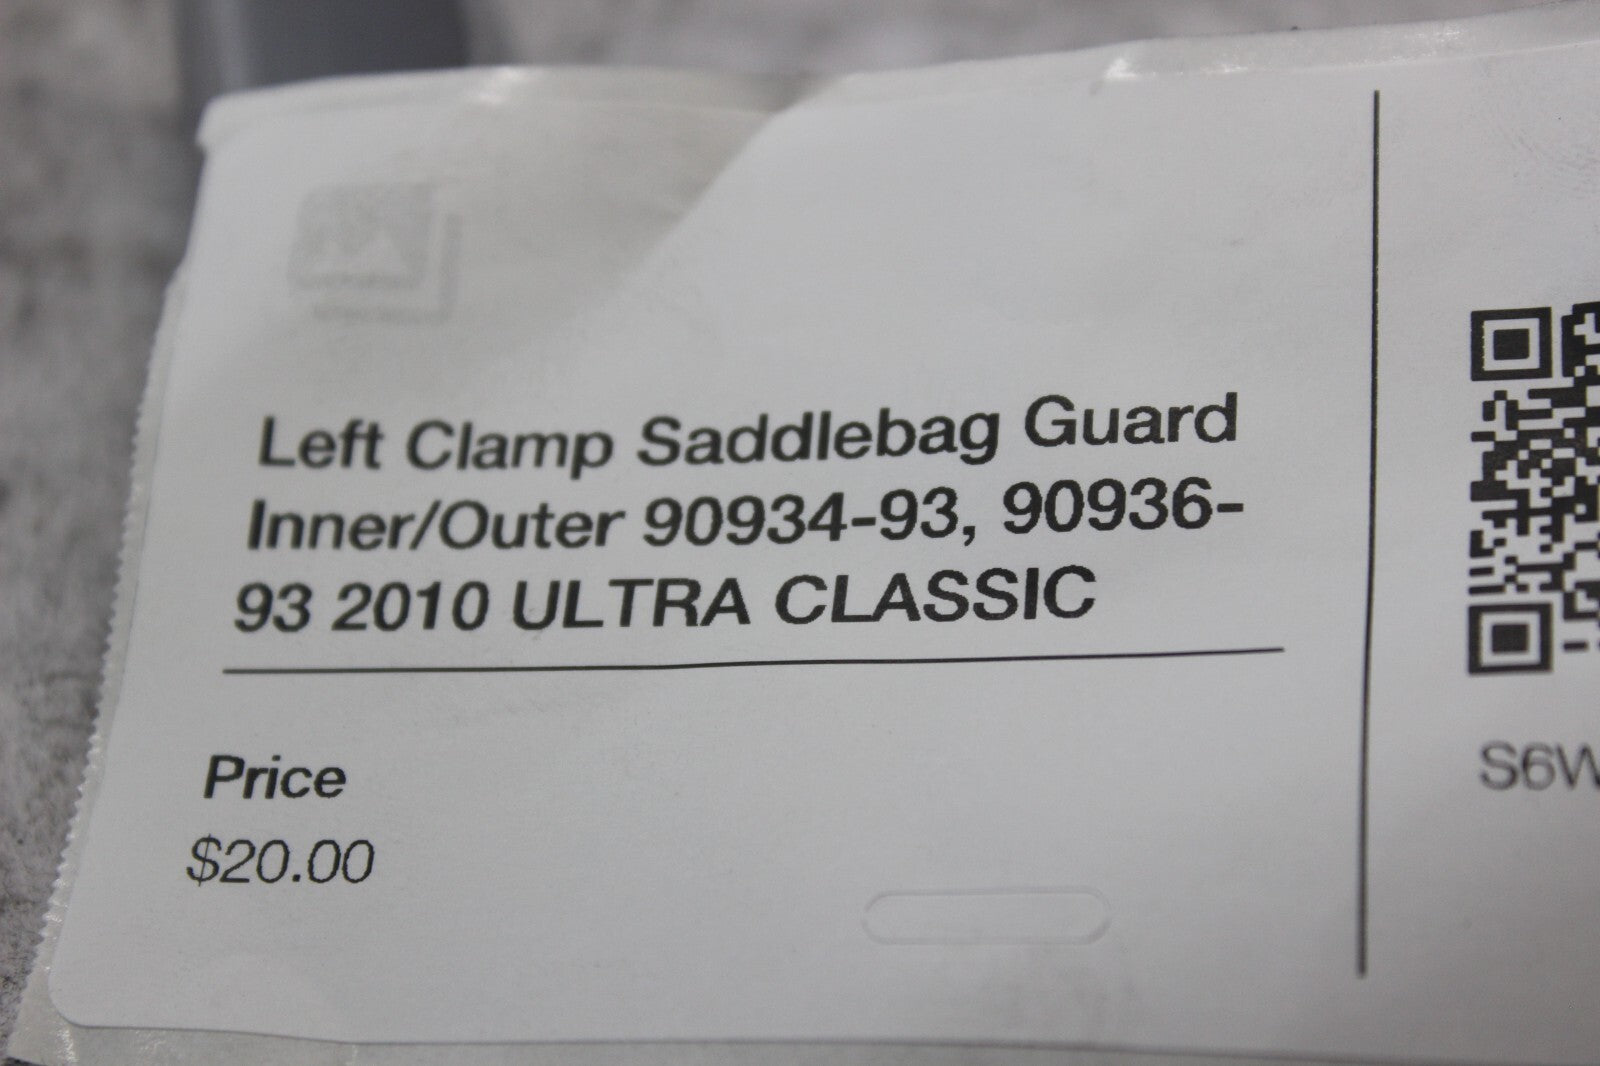 Left Clamp Saddlebag Guard
Inner/Outer 90934-93, 90936-
93 2010 ULTRA CLASSIC
Price
$20.00
S6W